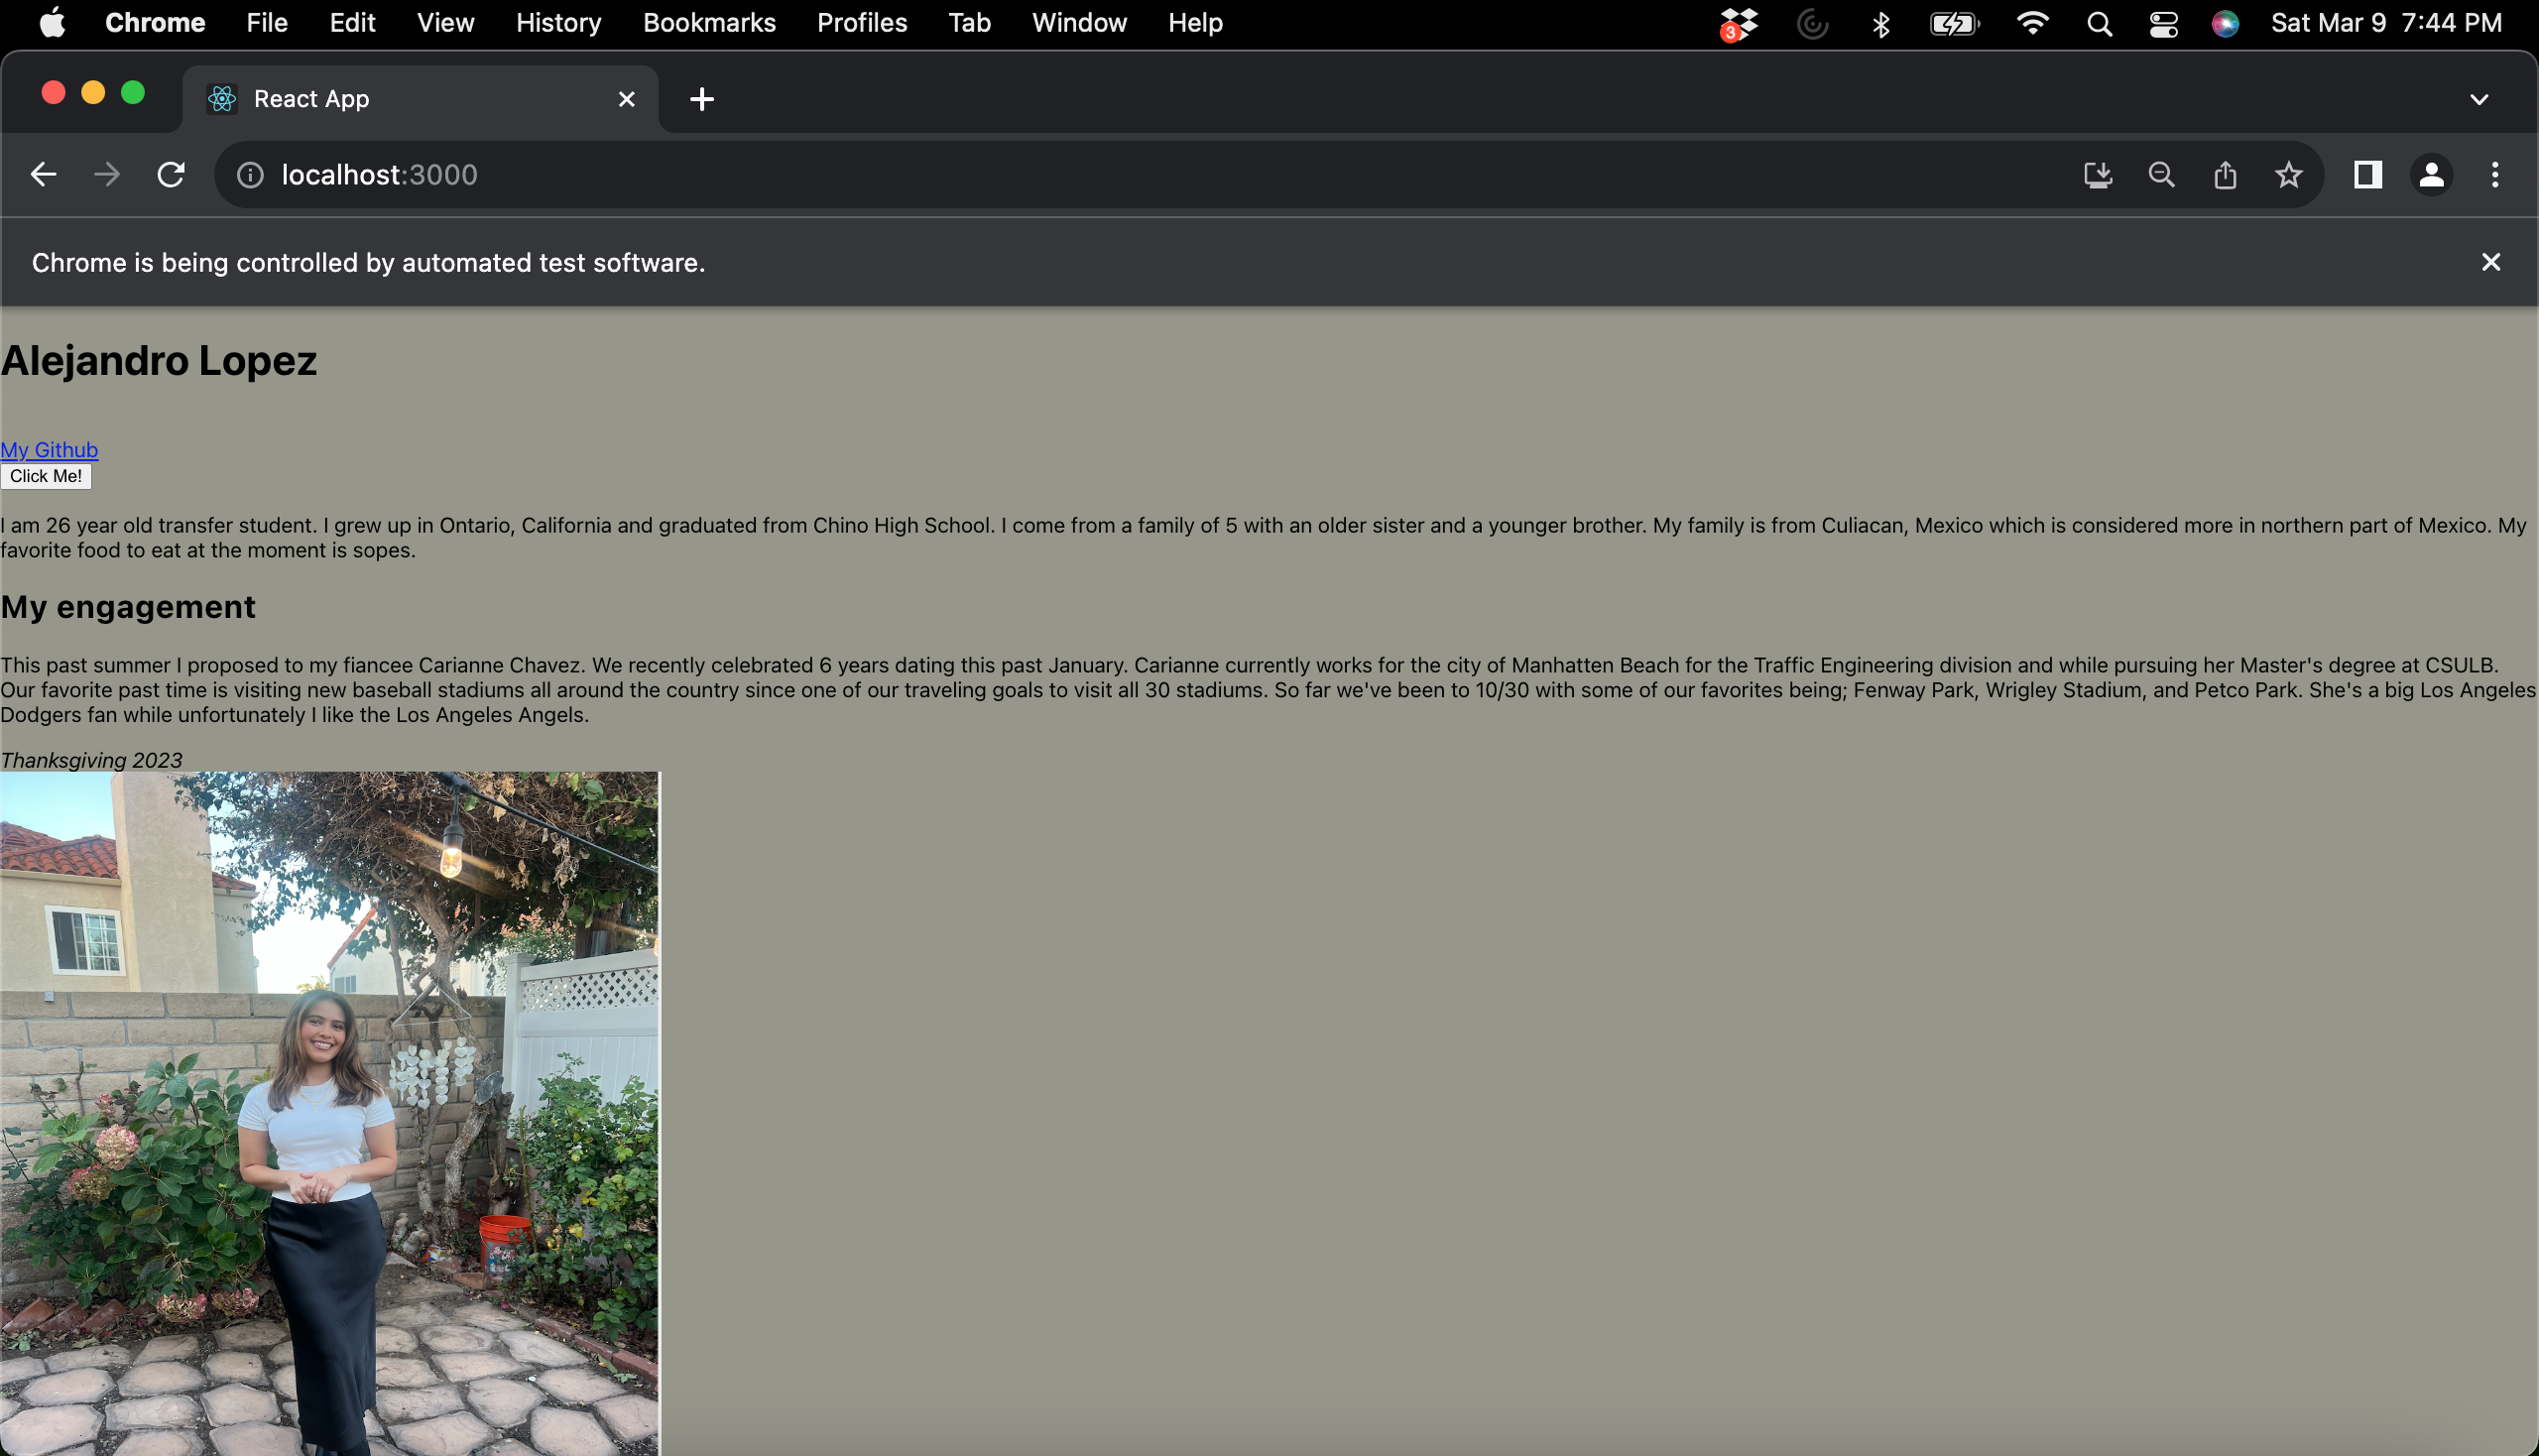 Chrome File Edit View History Bookmarks Profiles Tab Window Help 3 Sat Mar 9 7:44 PM
React App
localhost:3000
Chrome is being controlled by automated test software.
Alejandro Lopez
My Github
Click Me!
I am 26 year old transfer student. I grew up in Ontario, California and graduated from Chino High School. I come from a family of 5 with an older sister and a younger brother. My family is from Culiacan, Mexico which is considered more in northern part of Mexico. My
favorite food to eat at the moment is sopes.
My engagement
This past summer I proposed to my fiancee Carianne Chavez. We recently celebrated 6 years dating this past January. Carianne currently works for the city of Manhatten Beach for the Traffic Engineering division and while pursuing her Master's degree at CSULB.
Our favorite past time is visiting new baseball stadiums all around the country since one of our traveling goals to visit all 30 stadiums. So far we've been to 10/30 with some of our favorites being; Fenway Park, Wrigley Stadium, and Petco Park. She's a big Los Angeles
Dodgers fan while unfortunately I like the Los Angeles Angels.
Thanksgiving 2023